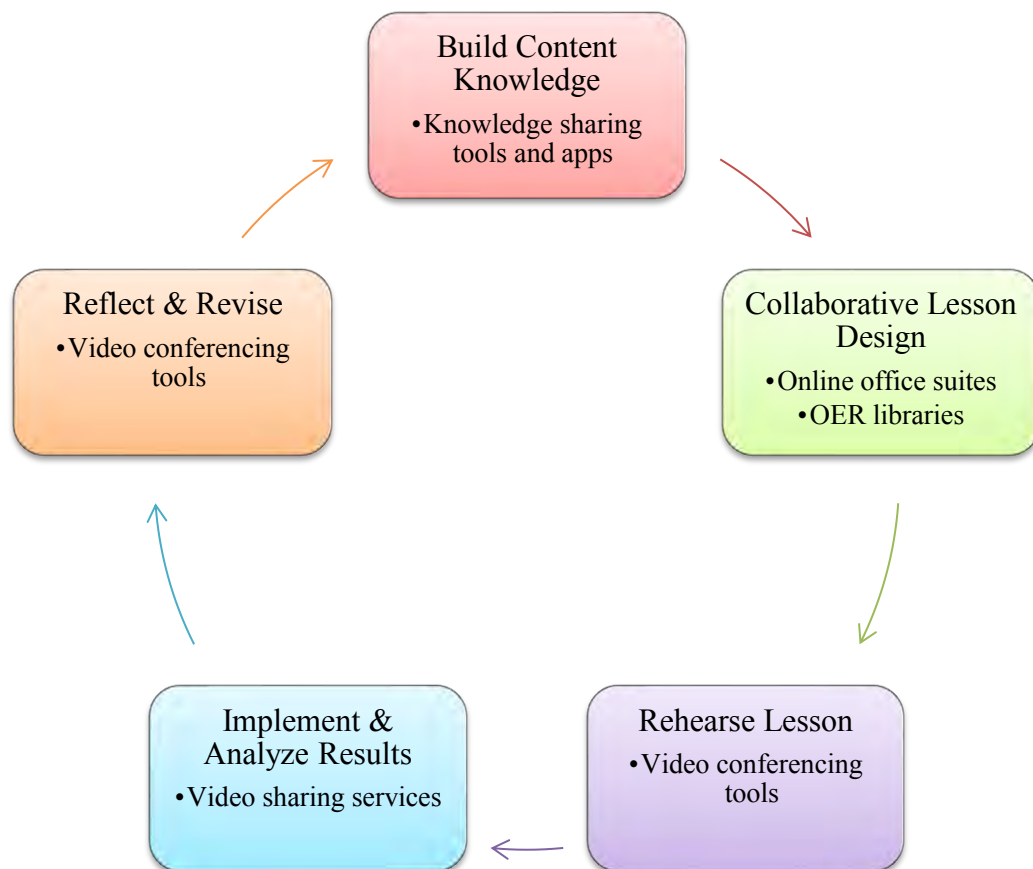 Build Content
Knowledge
•Knowledge sharing
tools and apps
Collaborative Lesson
Design
•Online office suites
•OER libraries
Rehearse Lesson
•Video conferencing
tools
Implement &
Analyze Results
•Video sharing services
Reflect & Revise
•Video conferencing
tools